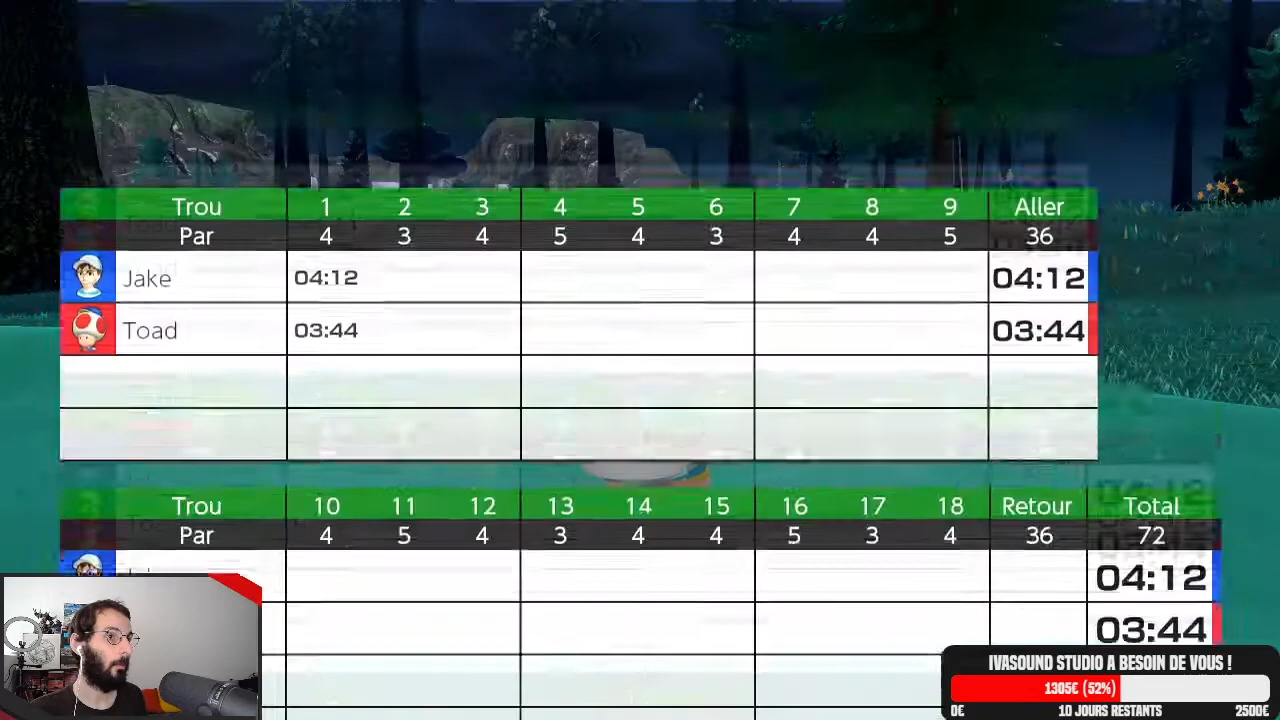 Trou 1 2 3 4 5 6 7 8 9 Aller
Par 4 3 4 5 4 3 4 4 5 36
Jake 04:12 04:12
Toad 03:44 03:44
Trou 10 11 12 13 14 15 16 17 18 Retour Total
Par 4 5 4 3 4 4 5 3 4 36 72
04:12
03:44
IVASOUND STUDIO A BESOIN DE VOUS !
1305€ (52%)
0€ 10 JOURS RESTANTS 2500€